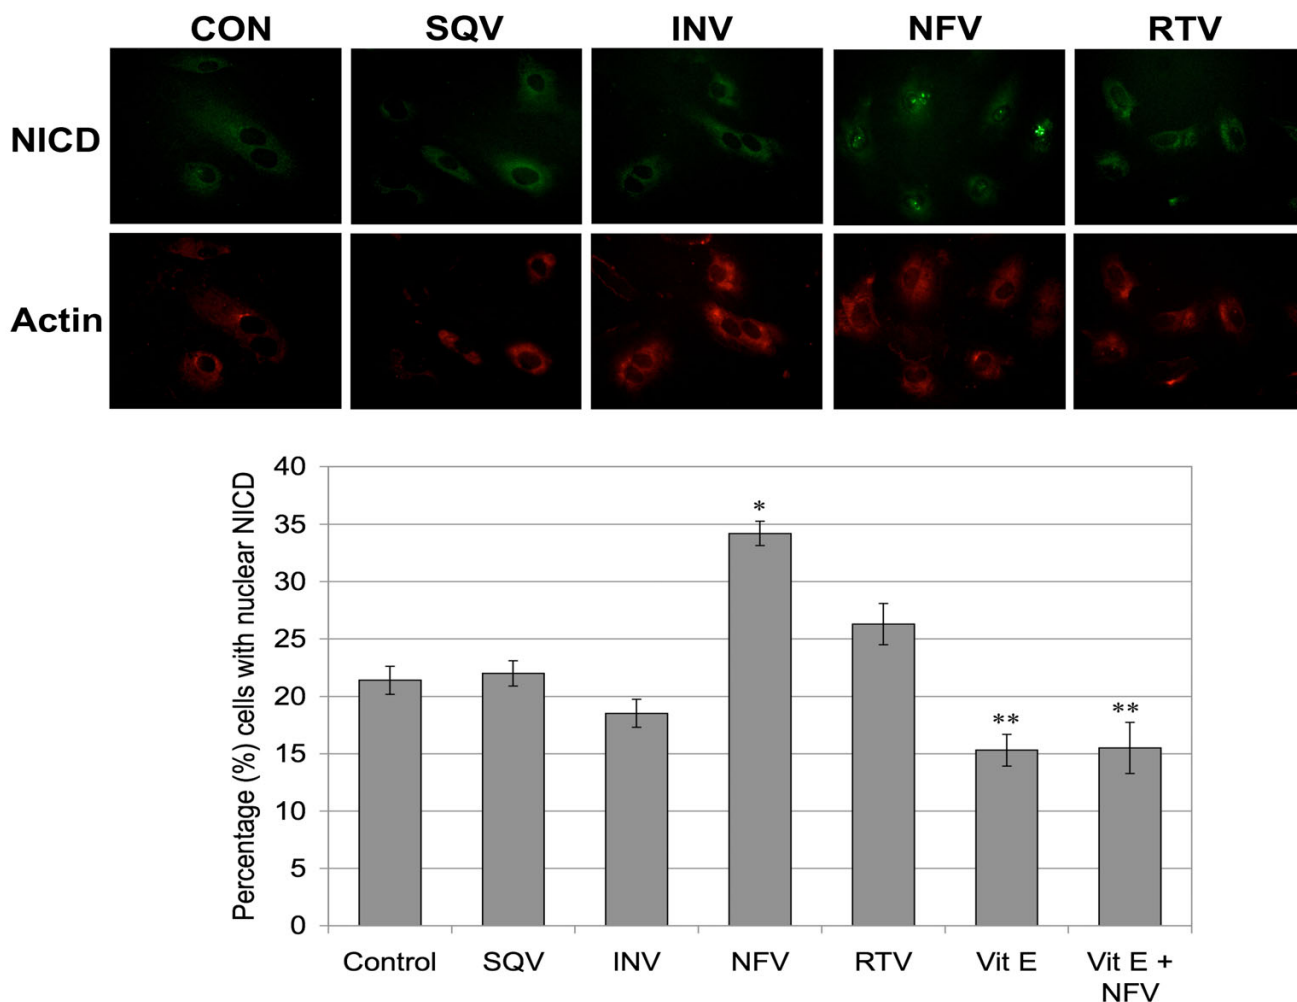 CON SQV INV NFV RTV
NICD
Actin
Percentage (%) cells with nuclear NICD
40
35
30
25
20
15
10
5
0
*
**
**
Control SQV INV NFV RTV Vit E Vit E +
NFV